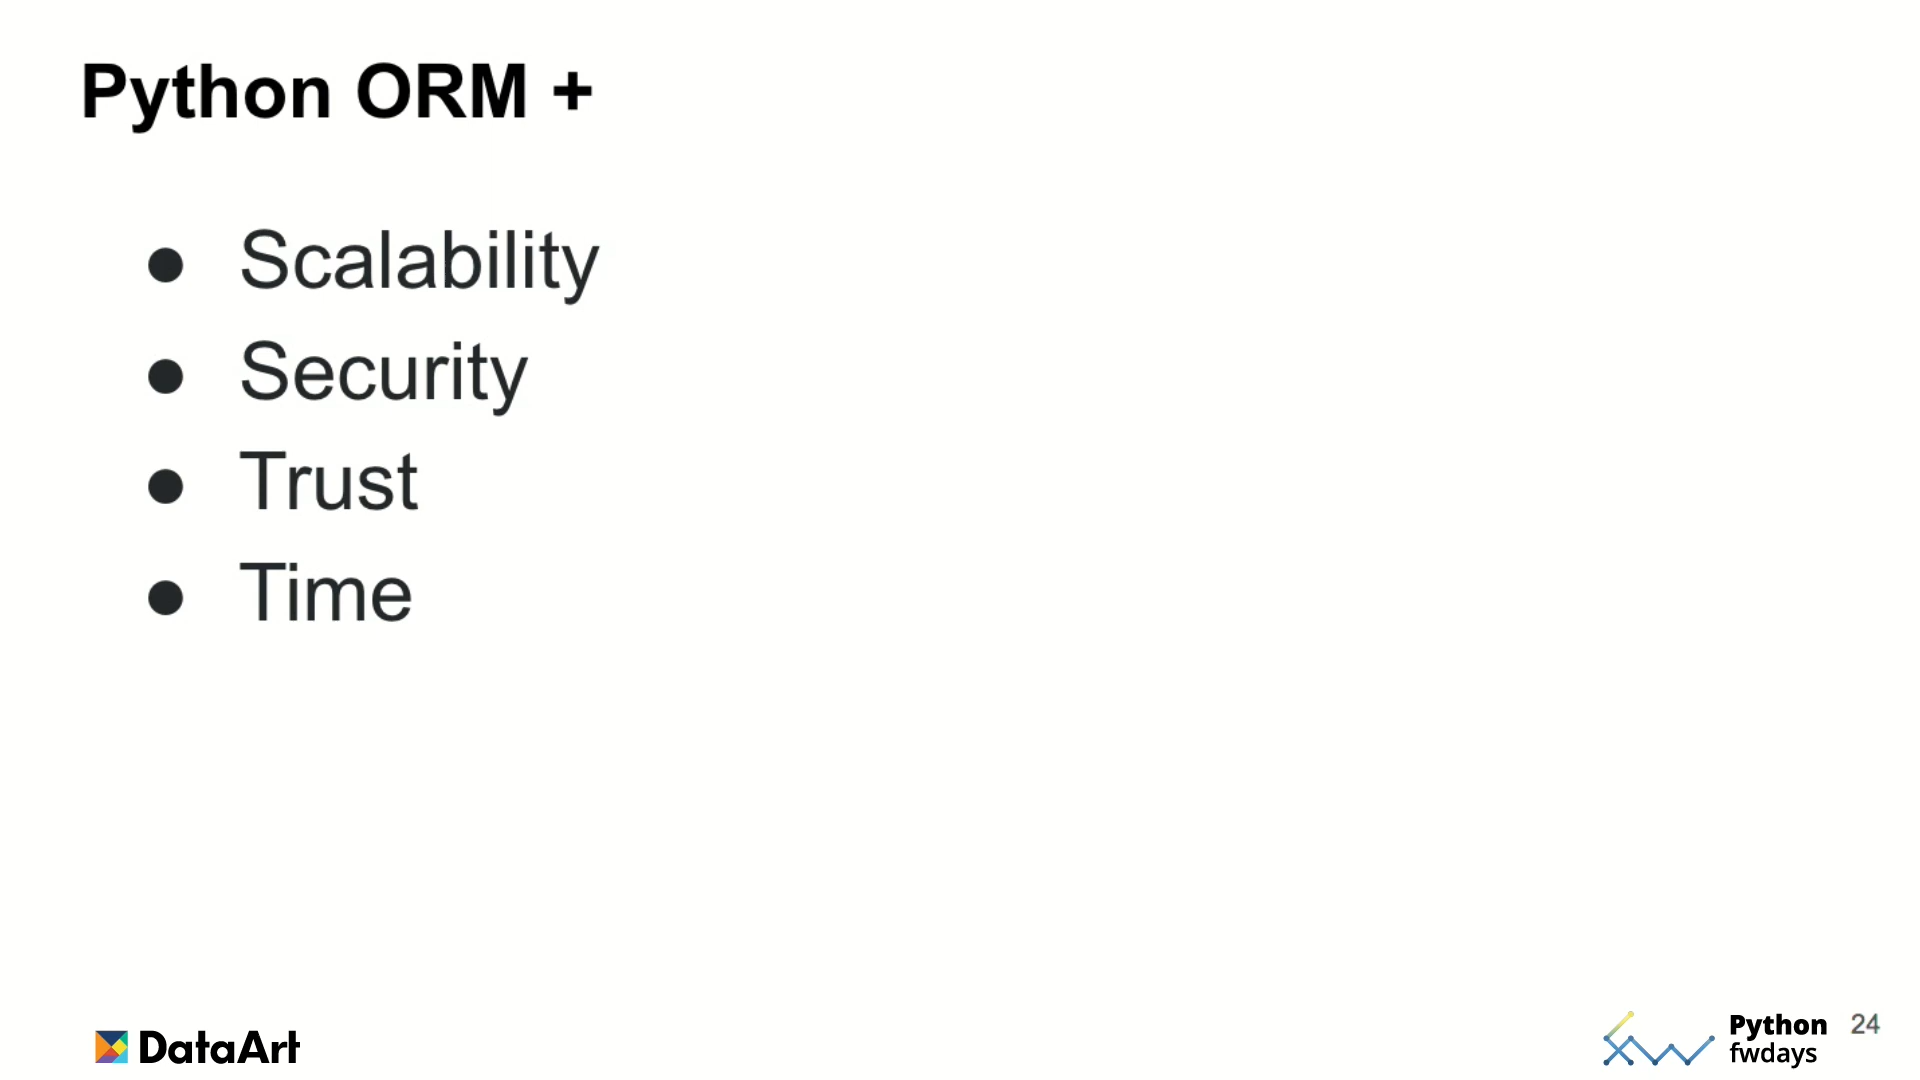 Python ORM +
● Scalability
● Security
● Trust
● Time
DataArt
Python
fwdays
24